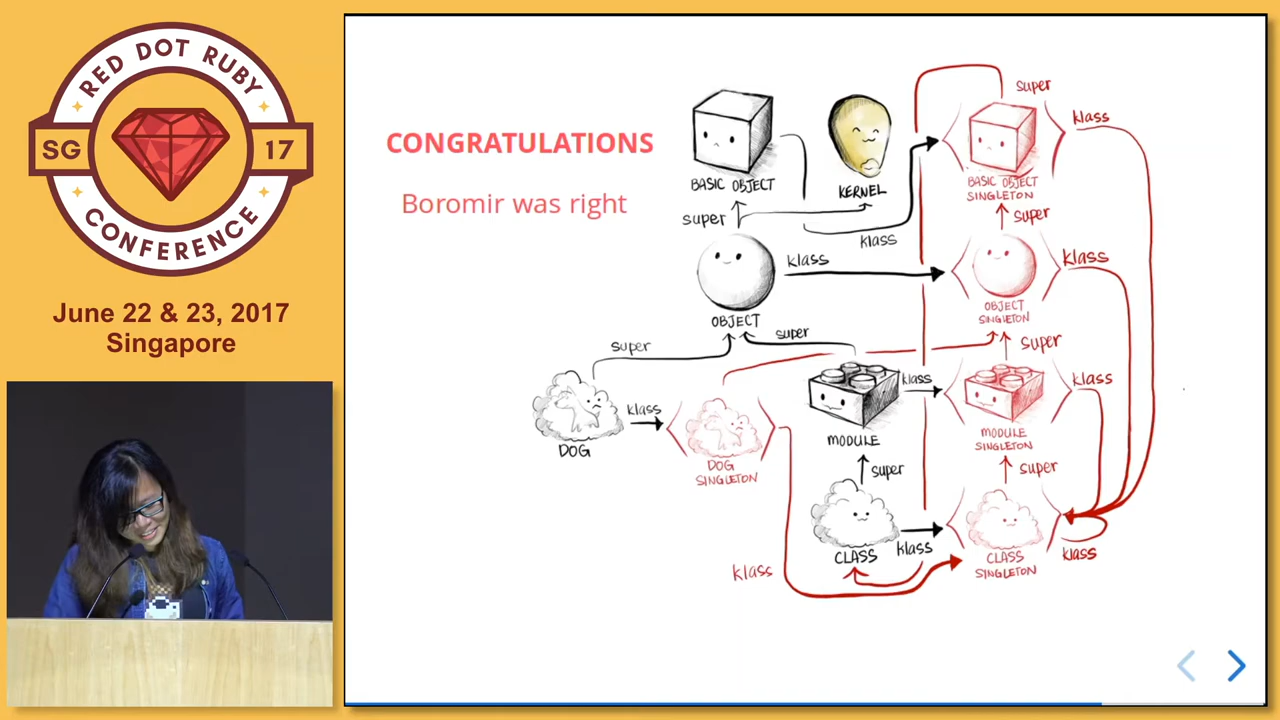 RED DOT RUBY
SG
17
CONFERENCE
June 22 & 23, 2017
Singapore
CONGRATULATIONS
Boromir was right
BASIC OBJECT
KERNEL
BASIC OBJECT
SINGLETON
super
klass
super
klass
super
klass
klass
OBJECT
OBJECT
SINGLETON
super
super
super
klass
klass
klass
DOG
DOG
SINGLETON
MODULE
MODULE
SINGLETON
super
super
klass
CLASS
klass
CLASS
SINGLETON
klass